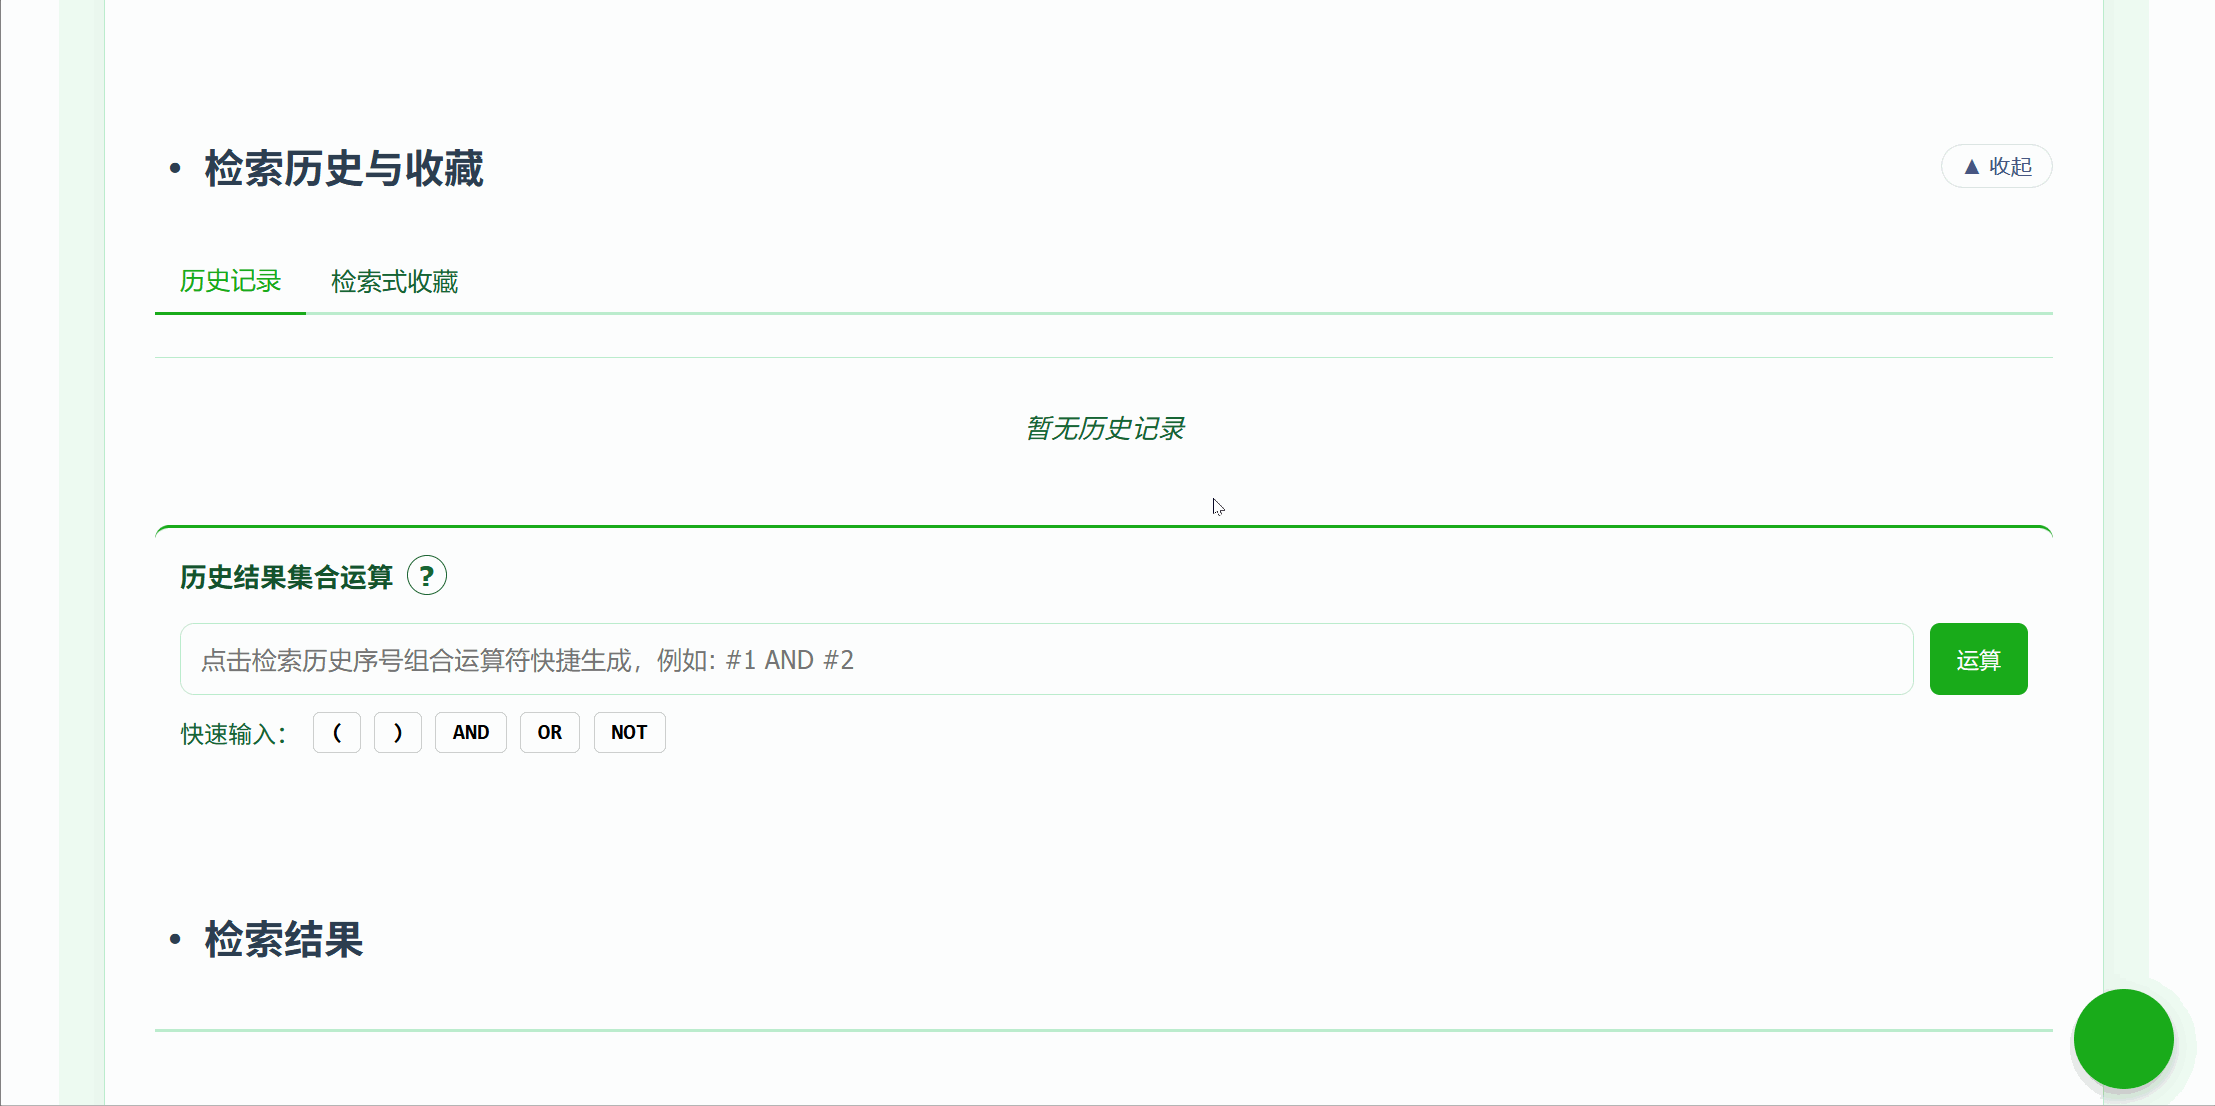 • 检索历史与收藏
▲ 收起
历史记录 检索式收藏
暂无历史记录
历史结果集合运算 ?
点击检索历史序号组合运算符快捷生成，例如: #1 AND #2
运算
快速输入： ( ) AND OR NOT
• 检索结果